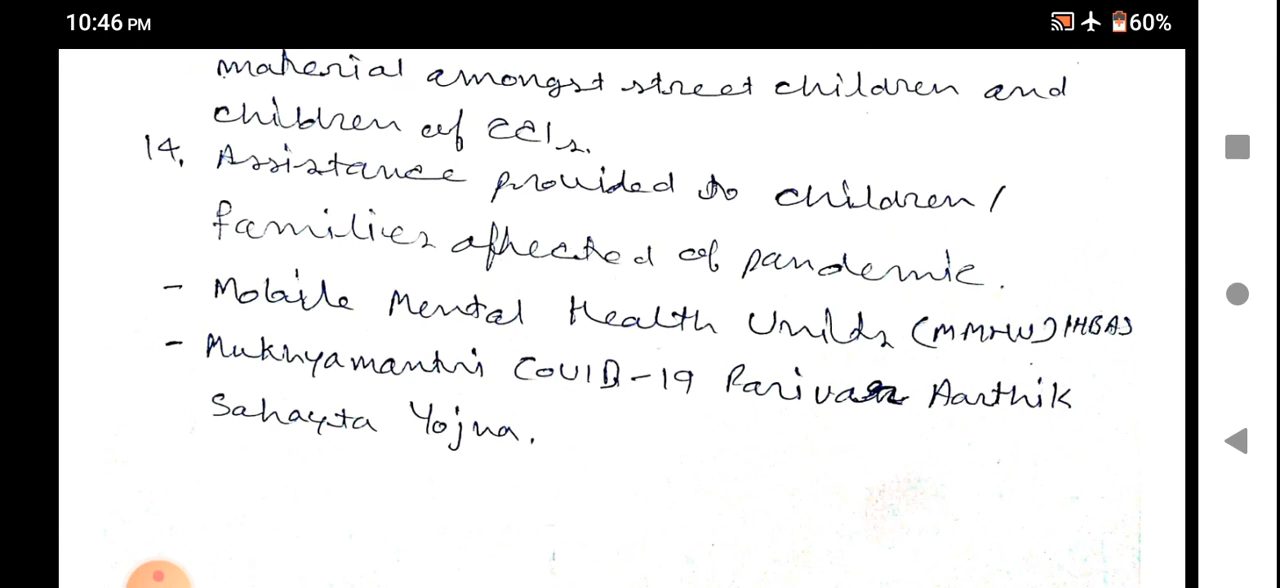 10:46 PM 60%
material amongst street children and
children of CCIs.
14. Assistance provided to children/
families affected of pandemic.
- Mobile Mental Health Units (MMHU) IHBAS
- Mukhyamantri COVID-19 Parivar Aarthik
Sahayta Yojna.